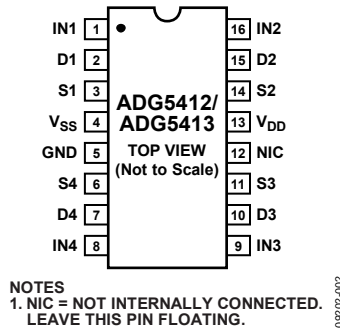 IN1 1
D1 2
S1 3
VSS 4
GND 5
S4 6
D4 7
IN4 8
ADG5412/
ADG5413
TOP VIEW
(Not to Scale)
16 IN2
15 D2
14 S2
13 VDD
12 NIC
11 S3
10 D3
9 IN3
NOTES
1. NIC = NOT INTERNALLY CONNECTED.
LEAVE THIS PIN FLOATING.
09202-002